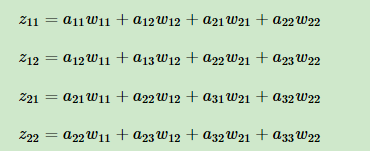 z₁₁ = a₁₁w₁₁ + a₁₂w₁₂ + a₂₁w₂₁ + a₂₂w₂₂
z₁₂ = a₁₂w₁₁ + a₁₃w₁₂ + a₂₂w₂₁ + a₂₃w₂₂
z₂₁ = a₂₁w₁₁ + a₂₂w₁₂ + a₃₁w₂₁ + a₃₂w₂₂
z₂₂ = a₂₂w₁₁ + a₂₃w₁₂ + a₃₂w₂₁ + a₃₃w₂₂